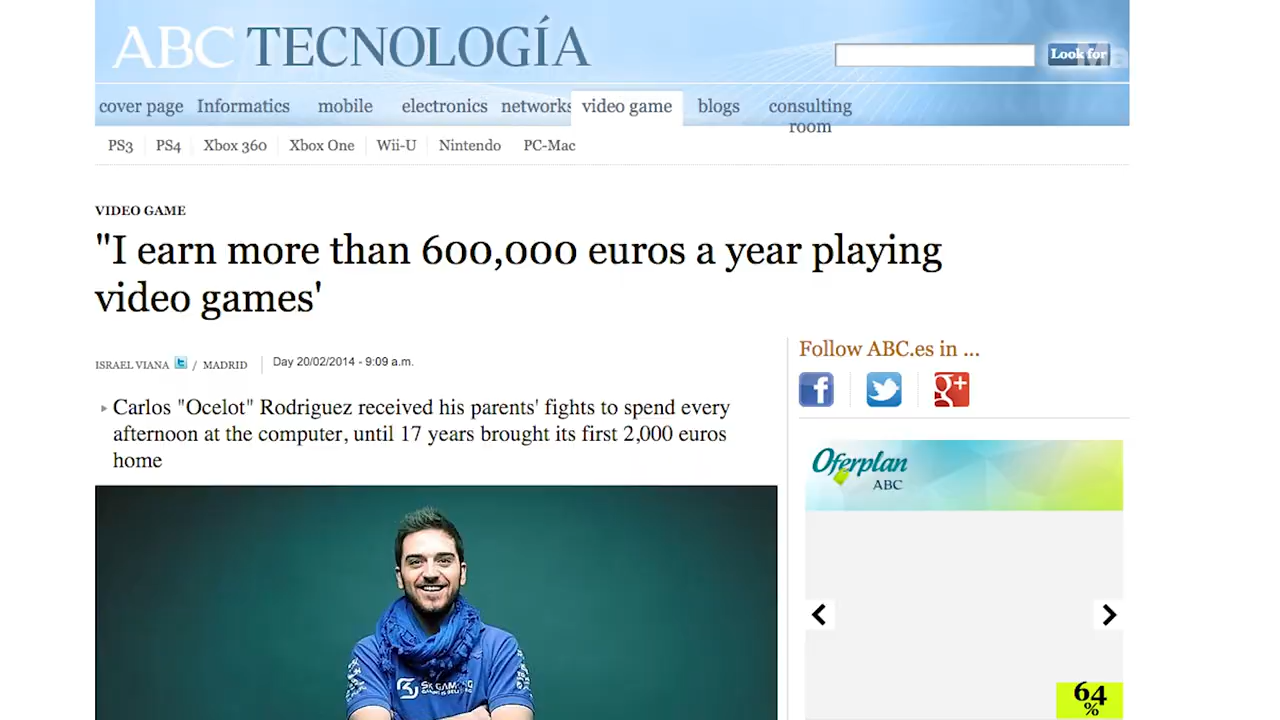 ABC TECNOLOGÍA
Look for
cover page Informatics mobile electronics networks video game blogs consulting room
PS3 PS4 Xbox 360 Xbox One Wii-U Nintendo PC-Mac
VIDEO GAME
"I earn more than 600,000 euros a year playing
video games'
ISRAEL VIANA / MADRID Day 20/02/2014 - 9:09 a.m.
Carlos "Ocelot" Rodriguez received his parents' fights to spend every
afternoon at the computer, until 17 years brought its first 2,000 euros
home
Follow ABC.es in ...
Oferplan
ABC
SK GAMING
64
%